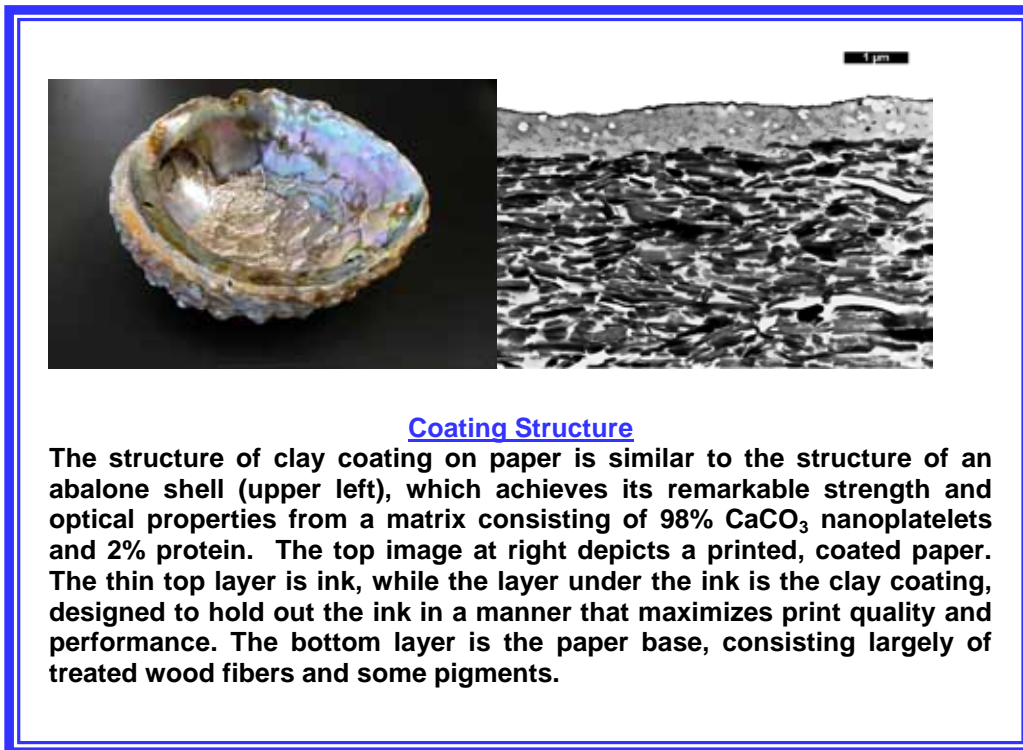 1 µm
Coating Structure
The structure of clay coating on paper is similar to the structure of an
abalone shell (upper left), which achieves its remarkable strength and
optical properties from a matrix consisting of 98% CaCO₃ nanoplatelets
and 2% protein.  The top image at right depicts a printed, coated paper.
The thin top layer is ink, while the layer under the ink is the clay coating,
designed to hold out the ink in a manner that maximizes print quality and
performance. The bottom layer is the paper base, consisting largely of
treated wood fibers and some pigments.